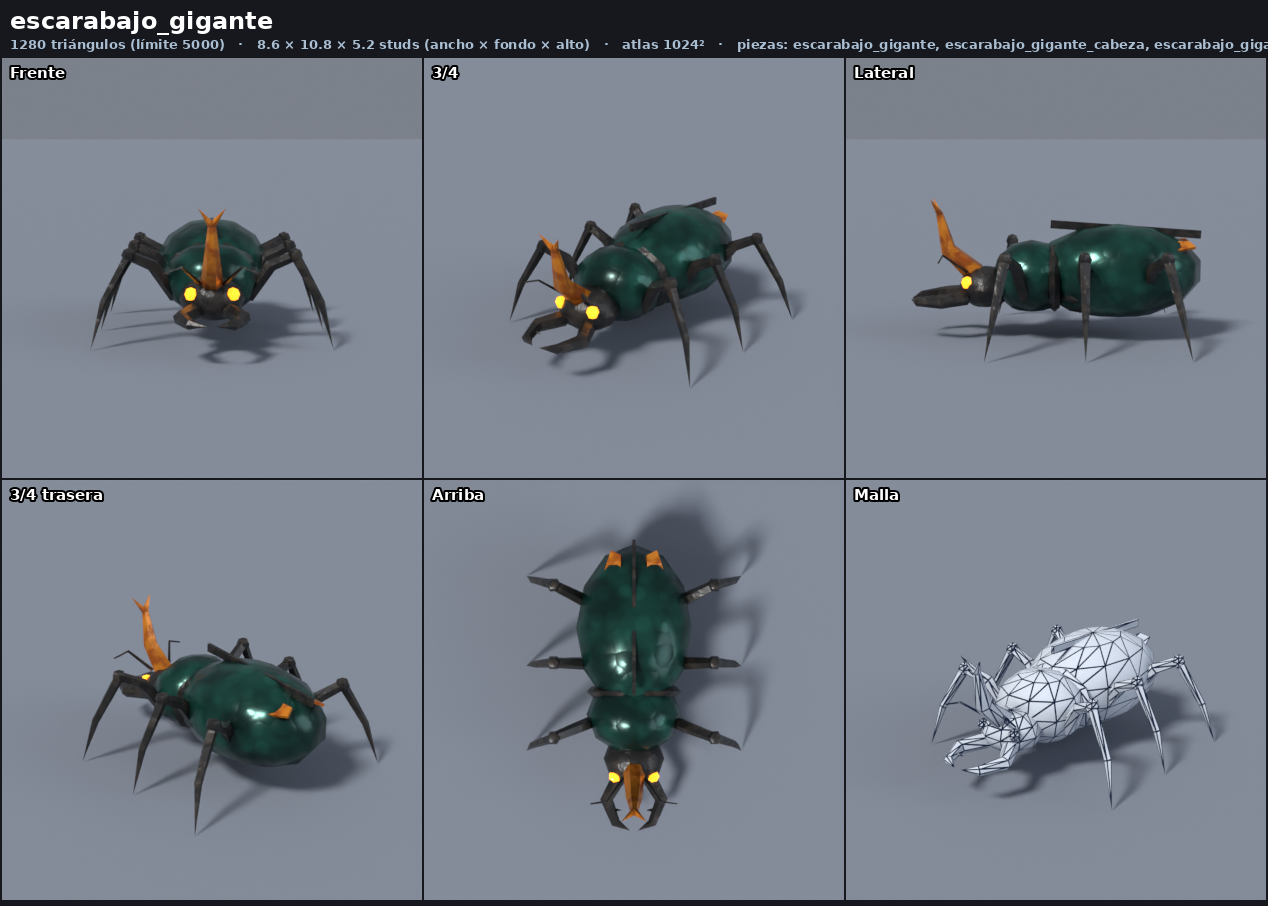 escarabajo_gigante
1280 triángulos (límite 5000) · 8.6 × 10.8 × 5.2 studs (ancho × fondo × alto) · atlas 1024² · piezas: escarabajo_gigante, escarabajo_gigante_cabeza, escarabajo_giga
Frente
3/4
Lateral
3/4 trasera
Arriba
Malla